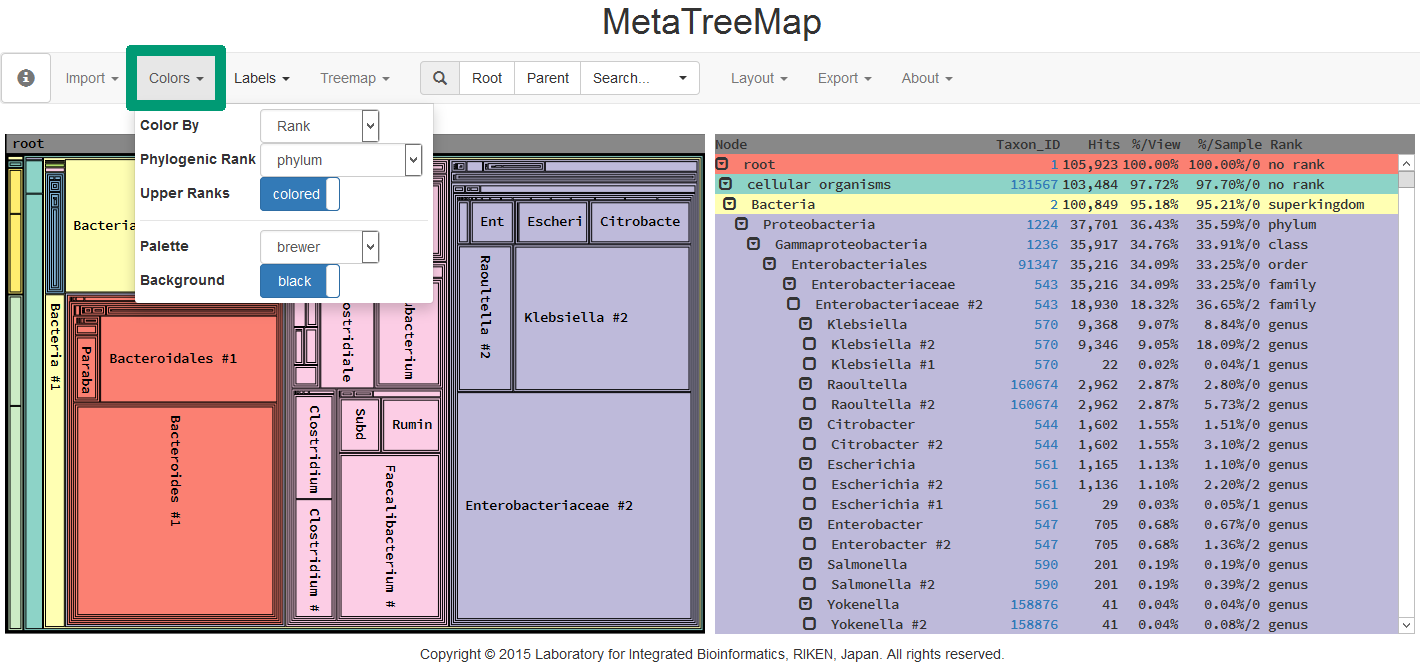 MetaTreeMap
Import Colors Labels Treemap Root Parent Search... Layout Export About
Color By Rank
Phylogenic Rank phylum
Upper Ranks colored
Palette brewer
Background black
root
Bacteria
Bacteria #1
Paraba
Bacteroidales #1
Bacteroides #1
ostridiale
ubacterium
Clostridium
Clostridium #
Subd
Rumin
Faecalibacterium #
Ent
Escheri
Citrobacte
Raoultella #2
Klebsiella #2
Enterobacteriaceae #2
Node Taxon_ID Hits %/View %/Sample Rank
root 1 105,923 100.00% 100.00%/0 no rank
cellular organisms 131567 103,484 97.72% 97.70%/0 no rank
Bacteria 2 100,849 95.18% 95.21%/0 superkingdom
Proteobacteria 1224 37,701 36.43% 35.59%/0 phylum
Gammaproteobacteria 1236 35,917 34.76% 33.91%/0 class
Enterobacteriales 91347 35,216 34.09% 33.25%/0 order
Enterobacteriaceae 543 35,216 34.09% 33.25%/0 family
Enterobacteriaceae #2 543 18,930 18.32% 36.65%/2 family
Klebsiella 570 9,368 9.07% 8.84%/0 genus
Klebsiella #2 570 9,346 9.05% 18.09%/2 genus
Klebsiella #1 570 22 0.02% 0.04%/1 genus
Raoultella 160674 2,962 2.87% 2.80%/0 genus
Raoultella #2 160674 2,962 2.87% 5.73%/2 genus
Citrobacter 544 1,602 1.55% 1.51%/0 genus
Citrobacter #2 544 1,602 1.55% 3.10%/2 genus
Escherichia 561 1,165 1.13% 1.10%/0 genus
Escherichia #2 561 1,136 1.10% 2.20%/2 genus
Escherichia #1 561 29 0.03% 0.05%/1 genus
Enterobacter 547 705 0.68% 0.67%/0 genus
Enterobacter #2 547 705 0.68% 1.36%/2 genus
Salmonella 590 201 0.19% 0.19%/0 genus
Salmonella #2 590 201 0.19% 0.39%/2 genus
Yokenella 158876 41 0.04% 0.04%/0 genus
Yokenella #2 158876 41 0.04% 0.08%/2 genus
Copyright © 2015 Laboratory for Integrated Bioinformatics, RIKEN, Japan. All rights reserved.